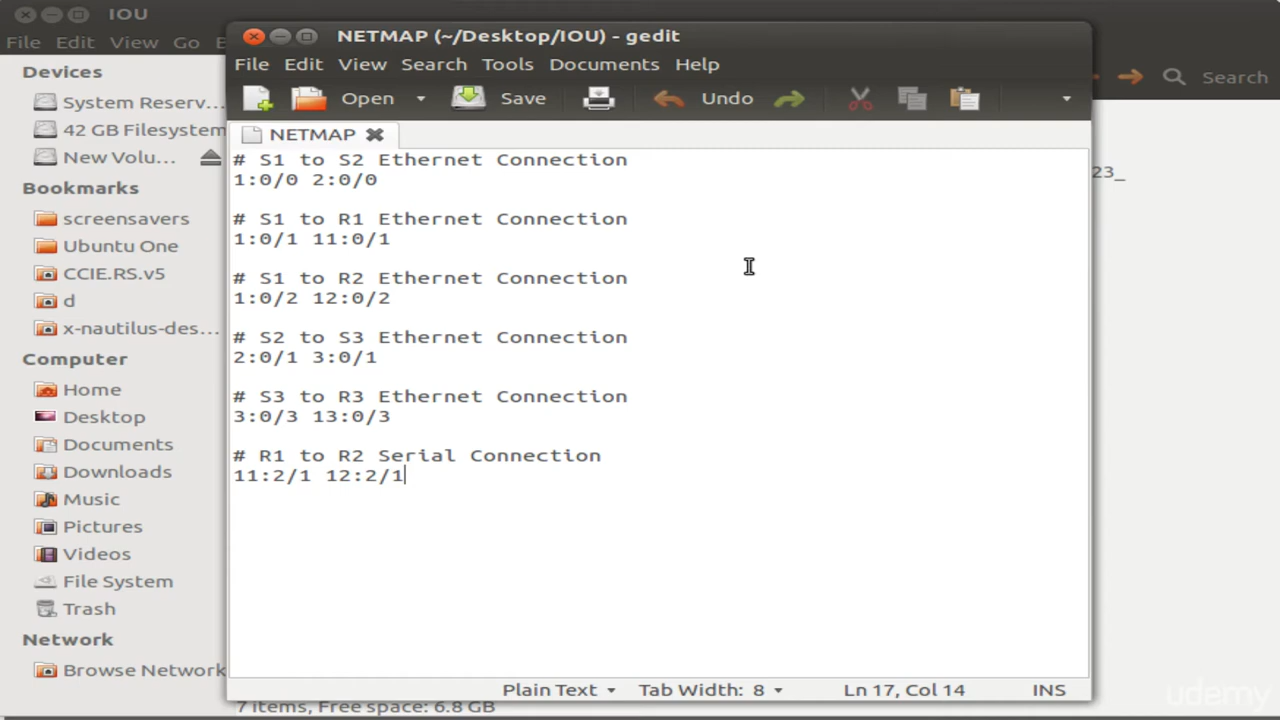 IOU
File Edit View Go
NETMAP (~/Desktop/IOU) - gedit
File Edit View Search Tools Documents Help
Open Save Undo
Search
NETMAP
Devices
System Reserv...
42 GB Filesystem
New Volu...
Bookmarks
screensavers
Ubuntu One
CCIE.RS.v5
d
x-nautilus-des...
Computer
Home
Desktop
Documents
Downloads
Music
Pictures
Videos
File System
Trash
Network
Browse Network
# S1 to S2 Ethernet Connection
1:0/0 2:0/0
# S1 to R1 Ethernet Connection
1:0/1 11:0/1
# S1 to R2 Ethernet Connection
1:0/2 12:0/2
# S2 to S3 Ethernet Connection
2:0/1 3:0/1
# S3 to R3 Ethernet Connection
3:0/3 13:0/3
# R1 to R2 Serial Connection
11:2/1 12:2/1
23_
Plain Text Tab Width: 8 Ln 17, Col 14 INS
7 items, Free space: 6.8 GB
udemy